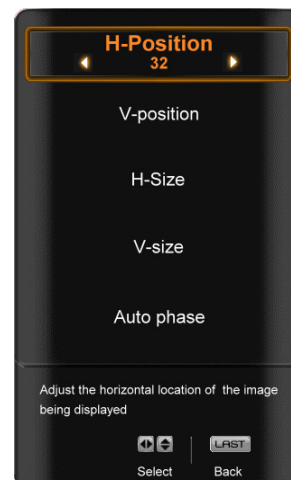 H-Position
32
V-position
H-Size
V-size
Auto phase
Adjust the horizontal location of the image
being displayed
LAST
Select Back